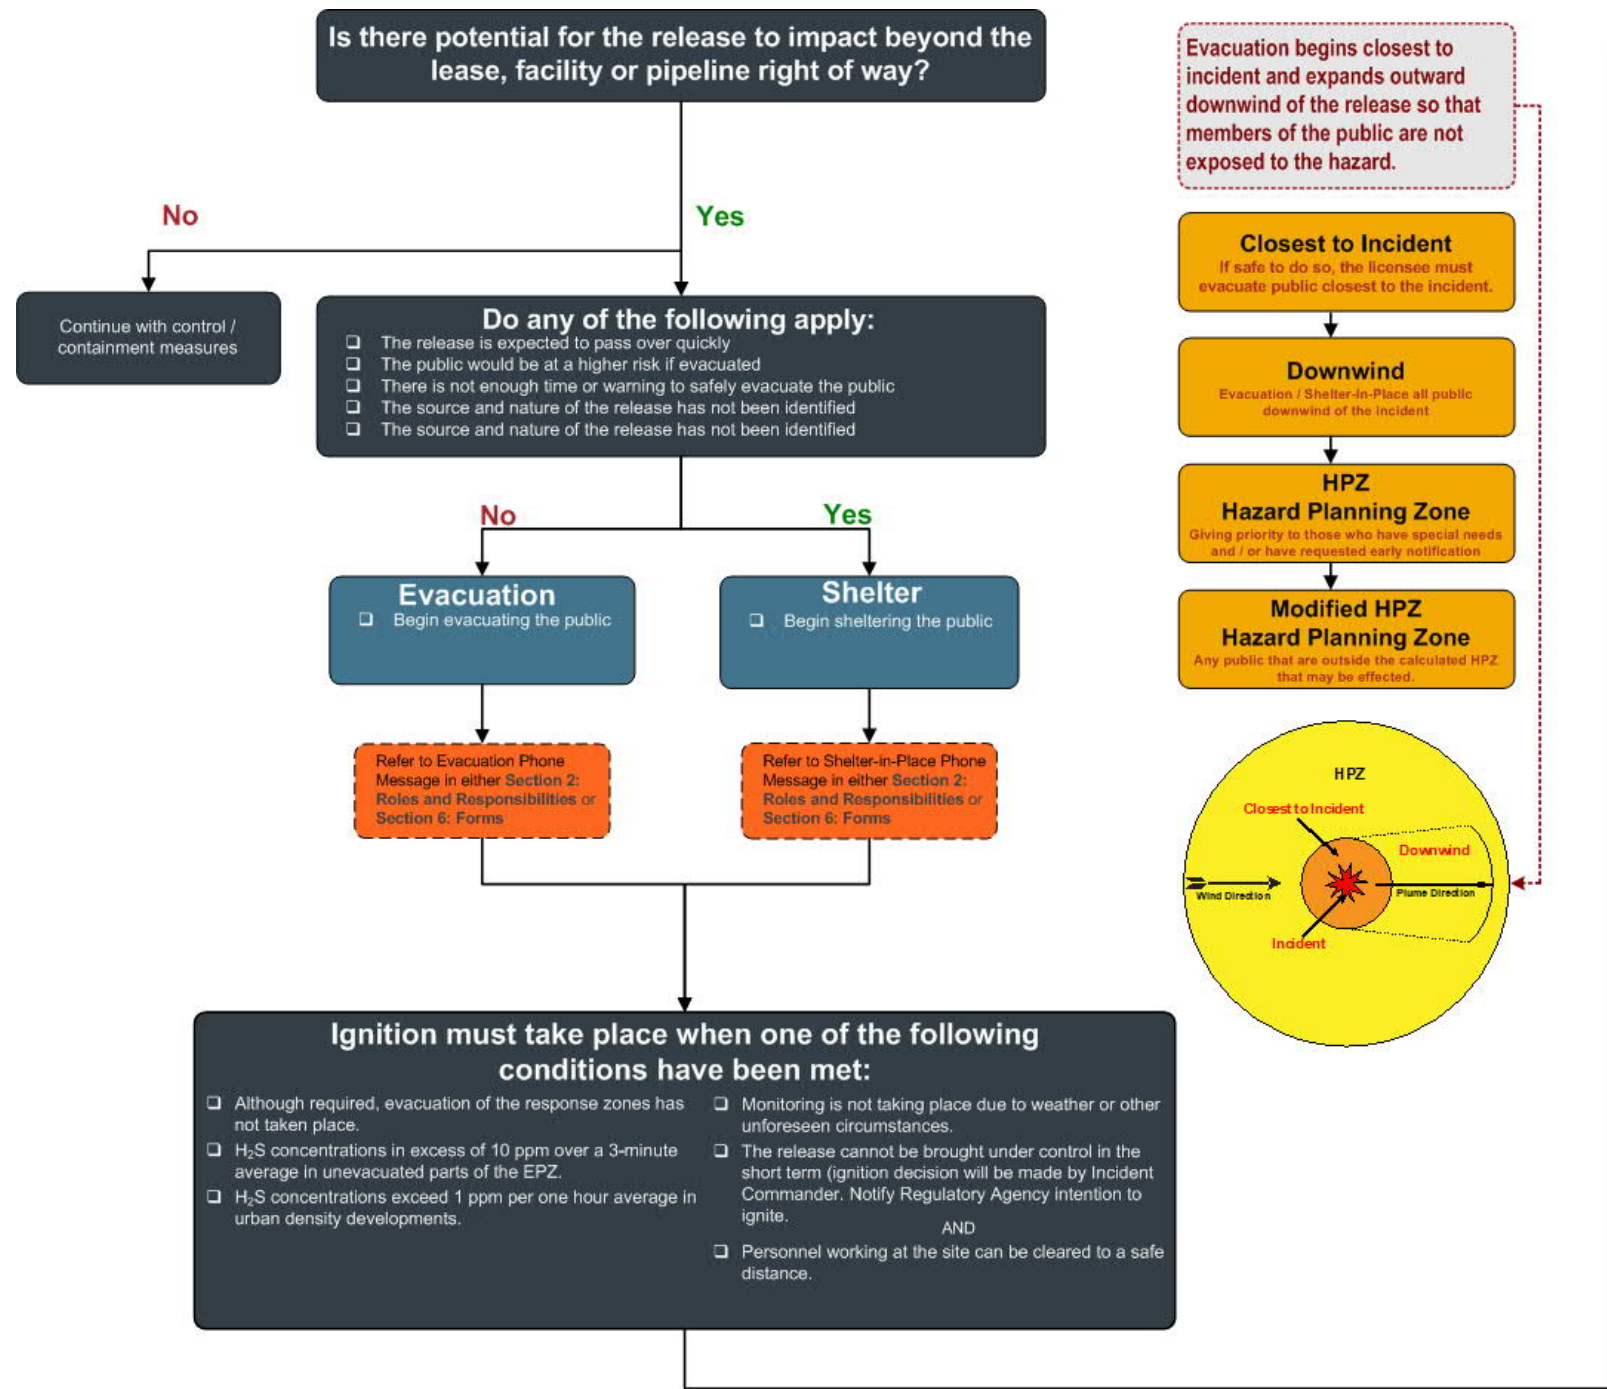 Is there potential for the release to impact beyond the
lease, facility or pipeline right of way?
No
Yes
Continue with control /
containment measures
Do any of the following apply:
❑ The release is expected to pass over quickly
❑ The public would be at a higher risk if evacuated
❑ There is not enough time or warning to safely evacuate the public
❑ The source and nature of the release has not been identified
❑ The source and nature of the release has not been identified
No
Yes
Evacuation
❑ Begin evacuating the public
Shelter
❑ Begin sheltering the public
Refer to Evacuation Phone
Message in either Section 2:
Roles and Responsibilities or
Section 6: Forms
Refer to Shelter-in-Place Phone
Message in either Section 2:
Roles and Responsibilities or
Section 6: Forms
Ignition must take place when one of the following
conditions have been met:
❑ Although required, evacuation of the response zones has
not taken place.
❑ H₂S concentrations in excess of 10 ppm over a 3-minute
average in unevacuated parts of the EPZ.
❑ H₂S concentrations exceed 1 ppm per one hour average in
urban density developments.
❑ Monitoring is not taking place due to weather or other
unforeseen circumstances.
❑ The release cannot be brought under control in the
short term (ignition decision will be made by Incident
Commander. Notify Regulatory Agency intention to
ignite.
AND
❑ Personnel working at the site can be cleared to a safe
distance.
Evacuation begins closest to
incident and expands outward
downwind of the release so that
members of the public are not
exposed to the hazard.
Closest to Incident
If safe to do so, the licensee must
evacuate public closest to the incident.
Downwind
Evacuation / Shelter-in-Place all public
downwind of the incident
HPZ
Hazard Planning Zone
Giving priority to those who have special needs
and / or have requested early notification
Modified HPZ
Hazard Planning Zone
Any public that are outside the calculated HPZ
that may be effected.
HPZ
Closest to Incident
Downwind
Wind Direction
Plume Direction
Incident